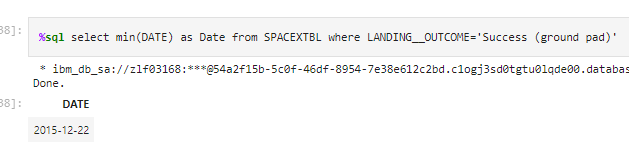 38]:
%sql select min(DATE) as Date from SPACEXTBL where LANDING__OUTCOME='Success (ground pad)'
* ibm_db_sa://zlf03168:***@54a2f15b-5c0f-46df-8954-7e38e612c2bd.c1ogj3sd0tgtu0lqde00.databas
Done.
38]:
DATE
2015-12-22